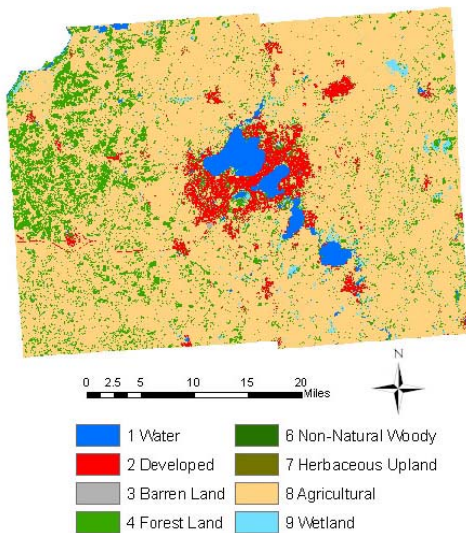 N
0 2.5 5 10 15 20
Miles
1 Water
2 Developed
3 Barren Land
4 Forest Land
6 Non-Natural Woody
7 Herbaceous Upland
8 Agricultural
9 Wetland